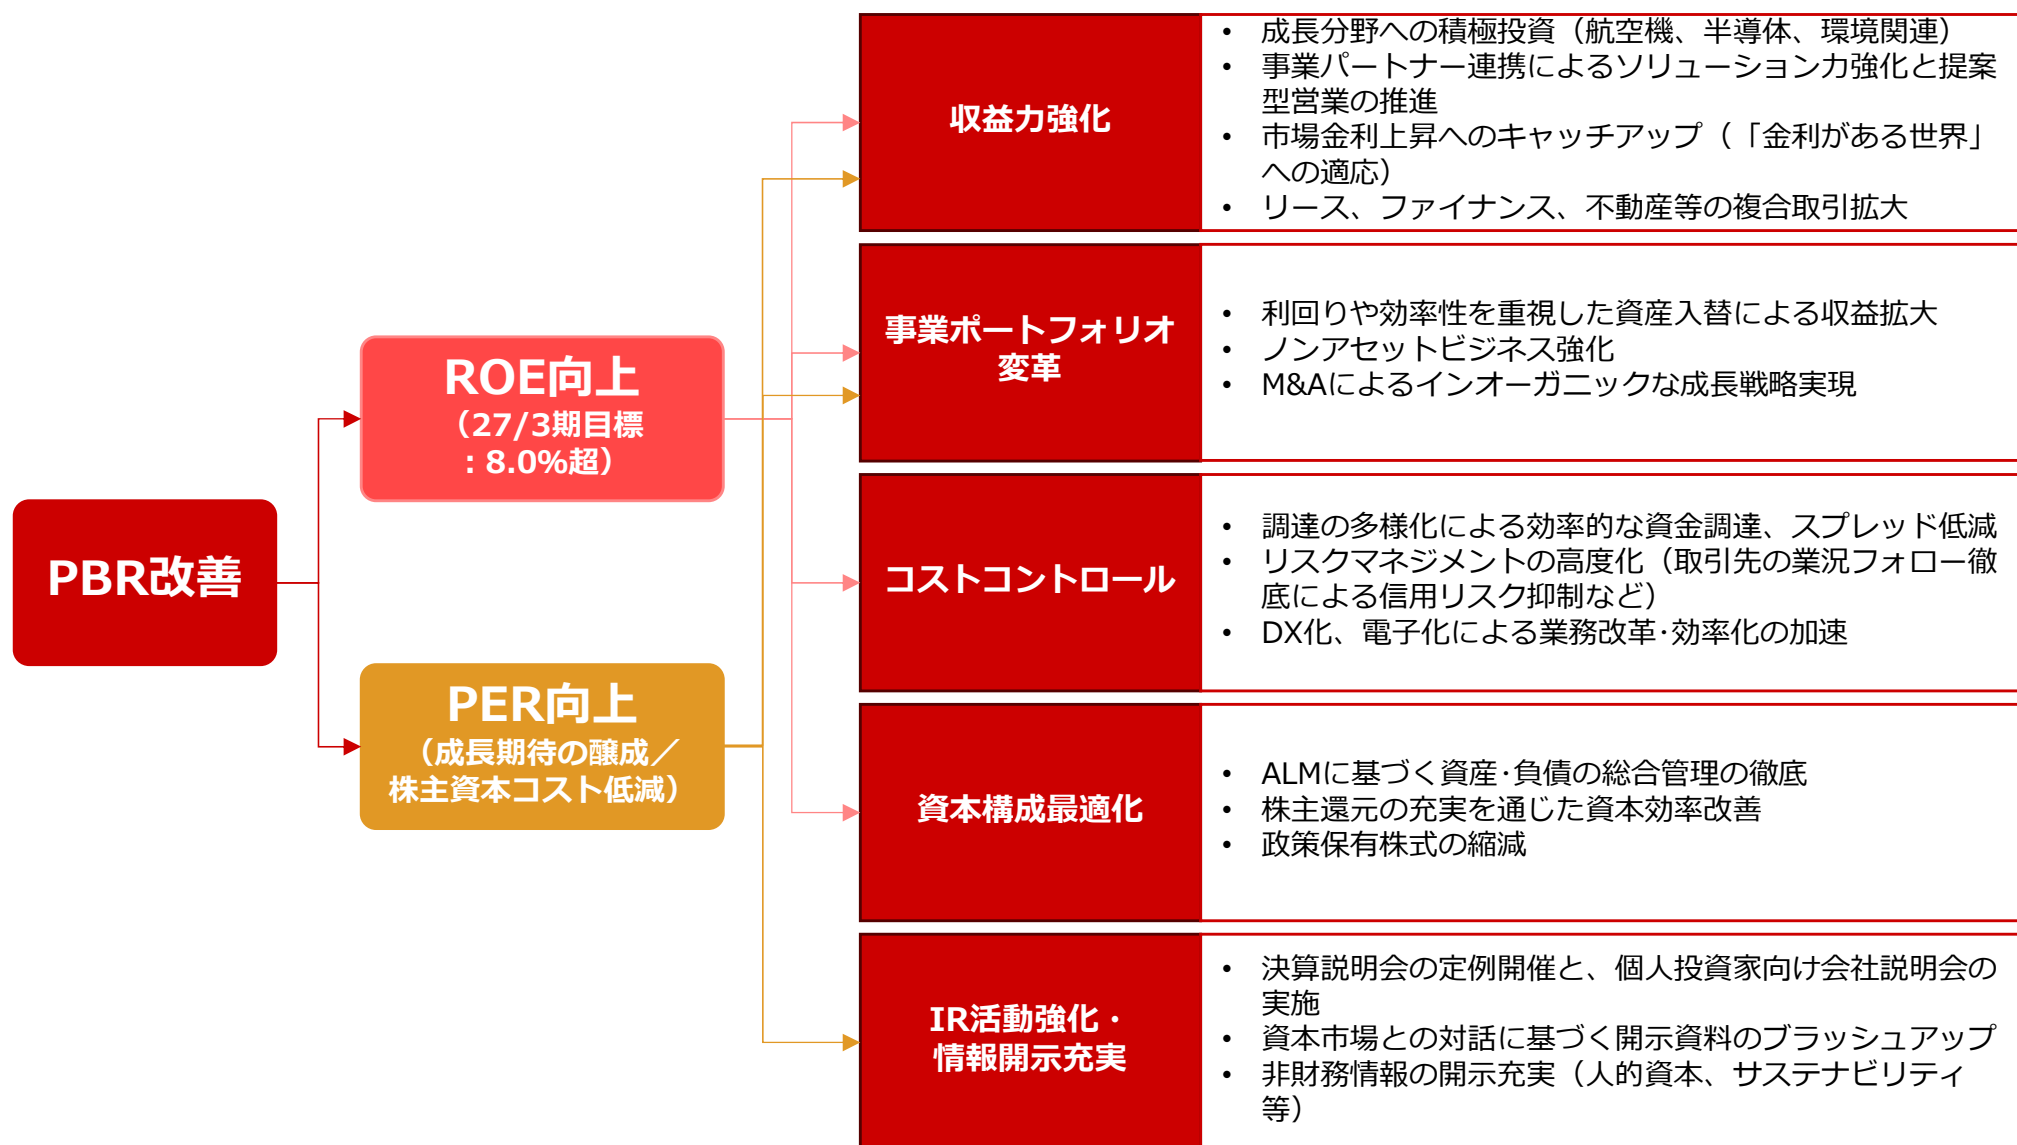 PBR改善
ROE向上
（27/3期目標
：8.0%超）
PER向上
（成長期待の醸成／
株主資本コスト低減）
収益力強化
• 成長分野への積極投資（航空機、半導体、環境関連）
• 事業パートナー連携によるソリューション力強化と提案
型営業の推進
• 市場金利上昇へのキャッチアップ（「金利がある世界」
への適応）
• リース、ファイナンス、不動産等の複合取引拡大
事業ポートフォリオ
変革
• 利回りや効率性を重視した資産入替による収益拡大
• ノンアセットビジネス強化
• M&Aによるインオーガニックな成長戦略実現
コストコントロール
• 調達の多様化による効率的な資金調達、スプレッド低減
• リスクマネジメントの高度化（取引先の業況フォロー徹
底による信用リスク抑制など）
• DX化、電子化による業務改革･効率化の加速
資本構成最適化
• ALMに基づく資産･負債の総合管理の徹底
• 株主還元の充実を通じた資本効率改善
• 政策保有株式の縮減
IR活動強化・
情報開示充実
• 決算説明会の定例開催と、個人投資家向け会社説明会の
実施
• 資本市場との対話に基づく開示資料のブラッシュアップ
• 非財務情報の開示充実（人的資本、サステナビリティ
等）